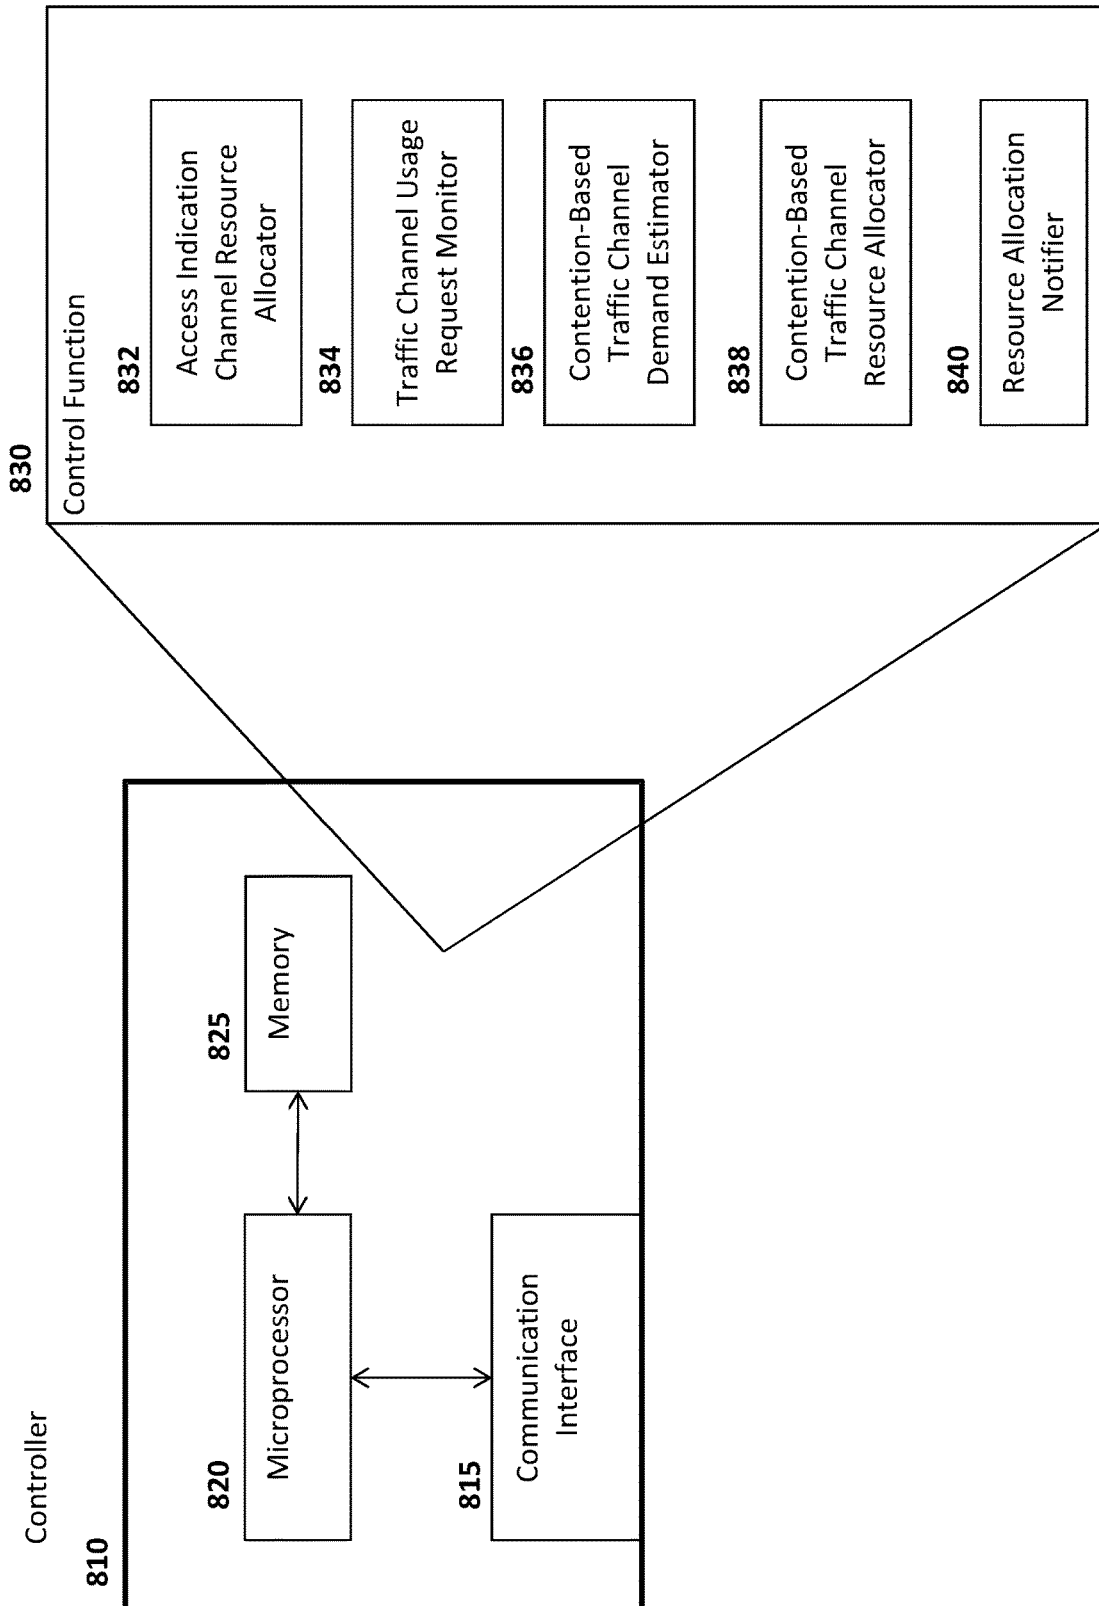 Controller
810
820
Microprocessor
825
Memory
815
Communication
Interface
830
Control Function
832
Access Indication
Channel Resource
Allocator
834
Traffic Channel Usage
Request Monitor
836
Contention-Based
Traffic Channel
Demand Estimator
838
Contention-Based
Traffic Channel
Resource Allocator
840
Resource Allocation
Notifier